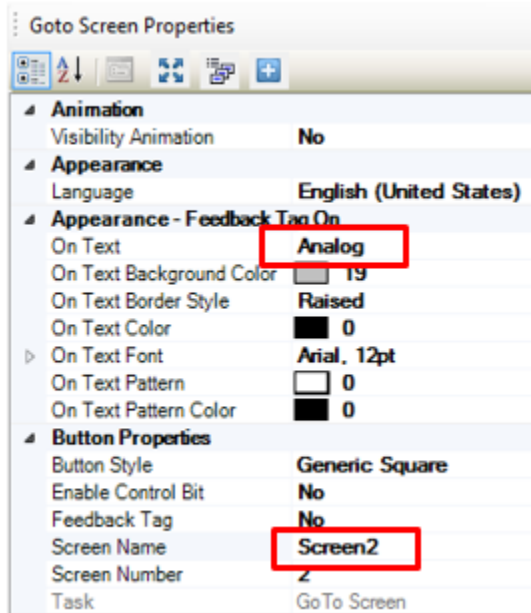 Goto Screen Properties
Animation
Visibility Animation No
Appearance
Language English (United States)
Appearance - Feedback Tag On
On Text Analog
On Text Background Color 19
On Text Border Style Raised
On Text Color 0
On Text Font Arial, 12pt
On Text Pattern 0
On Text Pattern Color 0
Button Properties
Button Style Generic Square
Enable Control Bit No
Feedback Tag No
Screen Name Screen2
Screen Number 2
Task GoTo Screen